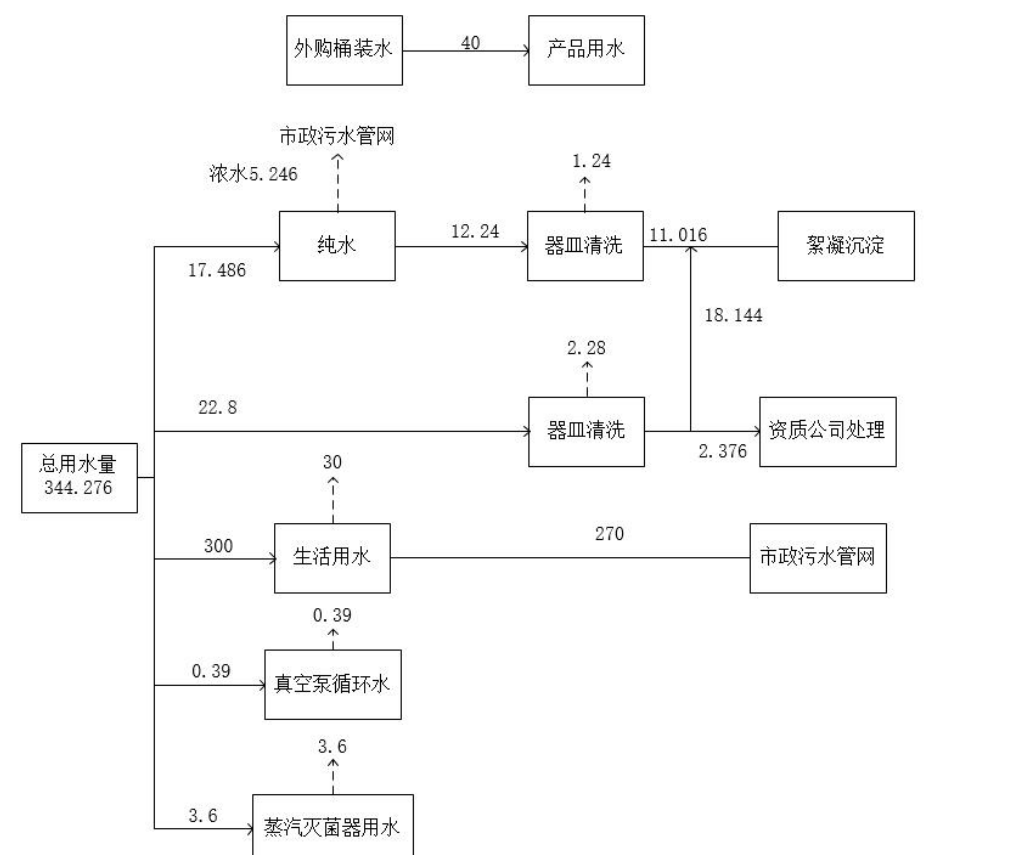 外购桶装水
40
产品用水
市政污水管网
浓水5.246
1.24
纯水
12.24
器皿清洗
11.016
絮凝沉淀
17.486
18.144
2.28
22.8
器皿清洗
资质公司处理
2.376
总用水量
344.276
30
300
生活用水
270
市政污水管网
0.39
0.39
真空泵循环水
3.6
3.6
蒸汽灭菌器用水